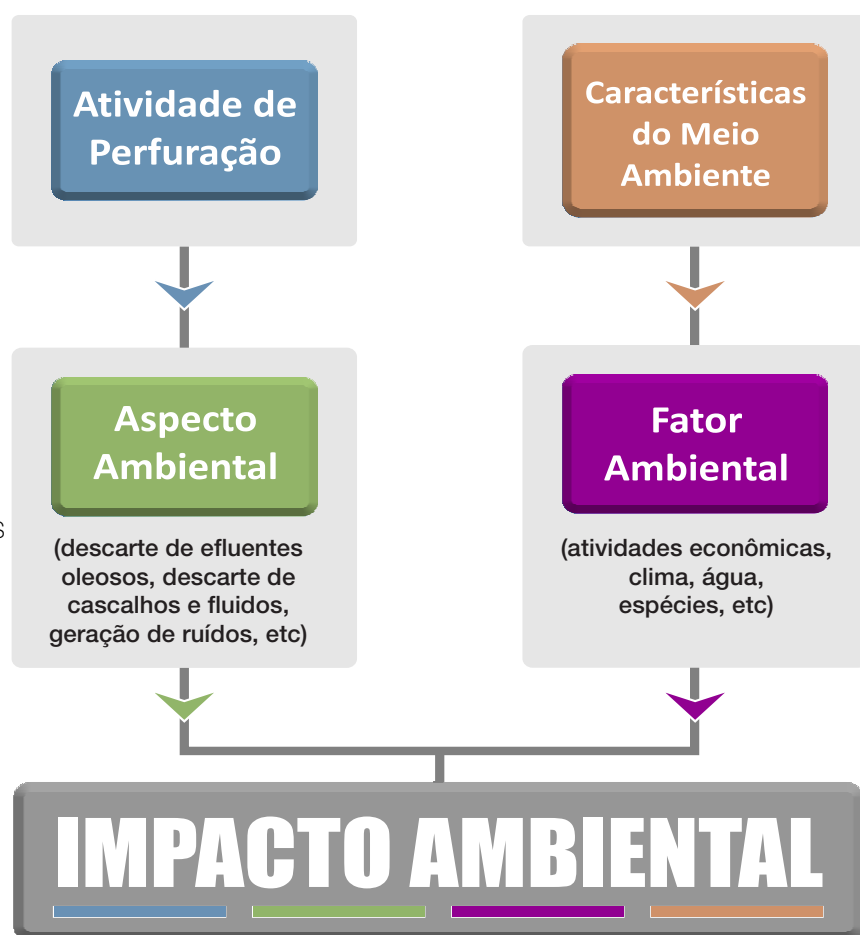 Atividade de
Perfuração
Características
do Meio
Ambiente
Aspecto
Ambiental
(descarte de efluentes
oleosos, descarte de
cascalhos e fluidos,
geração de ruídos, etc)
Fator
Ambiental
(atividades econômicas,
clima, água,
espécies, etc)
IMPACTO AMBIENTAL